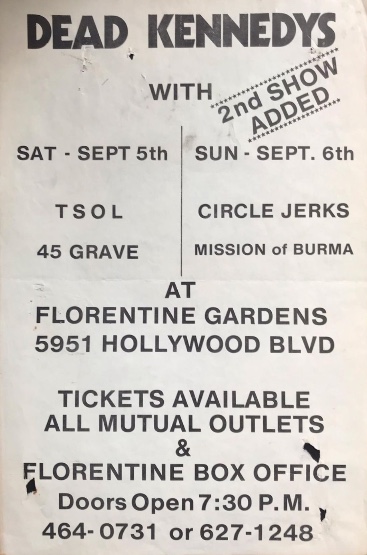 DEAD KENNEDYS
WITH
2nd SHOW
ADDED
SAT - SEPT 5th
TSOL
45 GRAVE
SUN - SEPT. 6th
CIRCLE JERKS
MISSION of BURMA
AT
FLORENTINE GARDENS
5951 HOLLYWOOD BLVD
TICKETS AVAILABLE
ALL MUTUAL OUTLETS
&
FLORENTINE BOX OFFICE
Doors Open 7:30 P.M.
464-0731 or 627-1248